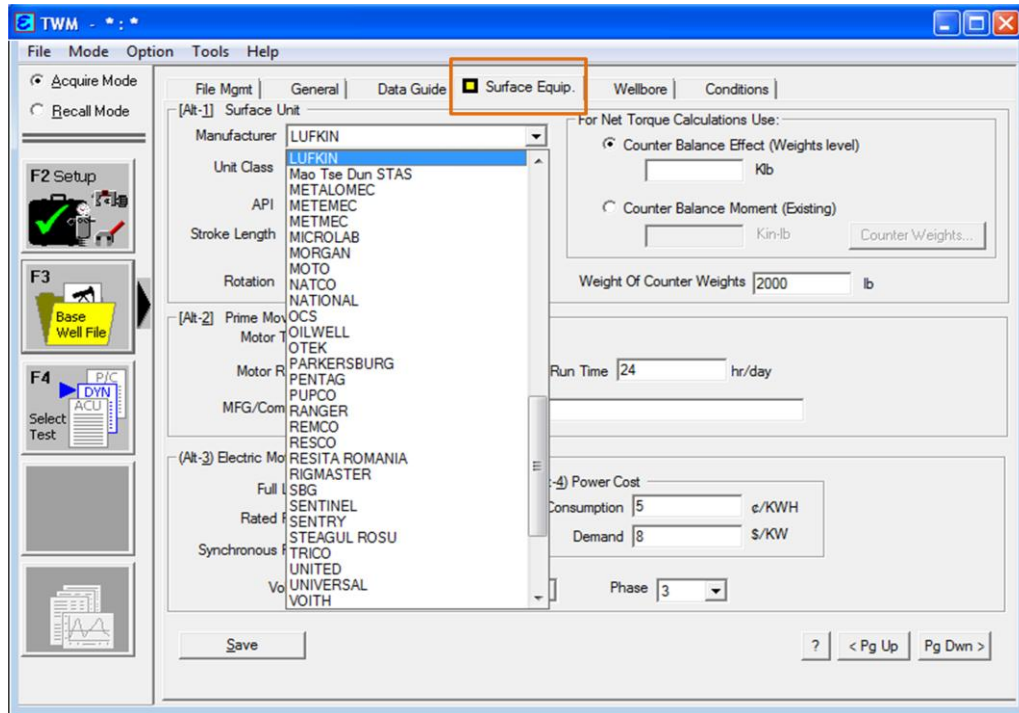 TWM - * : *
File Mode Option Tools Help
Acquire Mode
Recall Mode
F2 Setup
F3
Base
Well File
F4
P/C
DYN
ACU
Select
Test
File Mgmt General Data Guide Surface Equip. Wellbore Conditions
[Alt-1] Surface Unit
Manufacturer LUFKIN
Unit Class
API
Stroke Length
Rotation
LUFKIN
Mao Tse Dun STAS
METALOMEC
METEMEC
METMEC
MICROLAB
MORGAN
MOTO
NATCO
NATIONAL
OCS
OILWELL
OTEK
PARKERSBURG
PENTAG
PUPCO
RANGER
REMCO
RESCO
RESITA ROMANIA
RIGMASTER
SBG
SENTINEL
SENTRY
STEAGUL ROSU
TRICO
UNITED
UNIVERSAL
VOITH
For Net Torque Calculations Use:
Counter Balance Effect (Weights level)
Klb
Counter Balance Moment (Existing)
Kin-lb Counter Weights...
Weight Of Counter Weights 2000 lb
[Alt-2] Prime Mov
Motor T
Motor R
MFG/Com
Run Time 24 hr/day
(Alt-3) Electric Mo
Full L
Rated F
Synchronous F
Vo
-4) Power Cost
Consumption 5 ¢/KWH
Demand 8 $/KW
Phase 3
Save ? < Pg Up Pg Dwn >